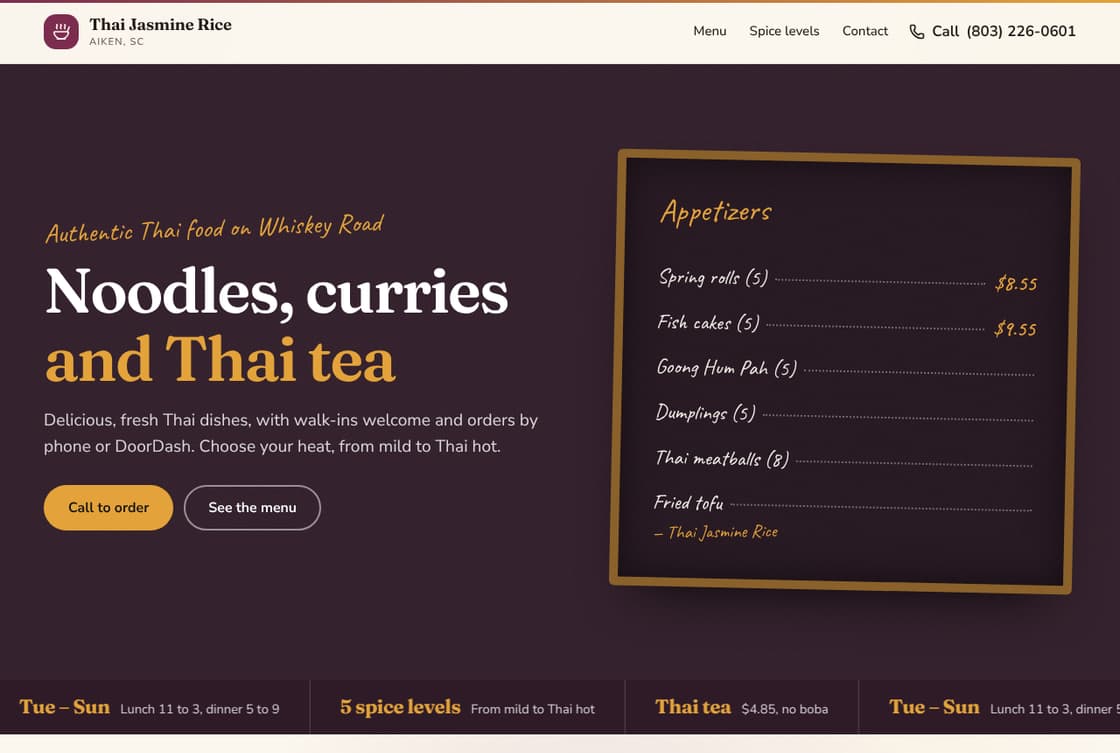 Thai Jasmine Rice
AIKEN, SC
Menu Spice levels Contact Call (803) 226-0601
Authentic Thai food on Whiskey Road
Noodles, curries
and Thai tea
Delicious, fresh Thai dishes, with walk-ins welcome and orders by
phone or DoorDash. Choose your heat, from mild to Thai hot.
Call to order See the menu
Appetizers
Spring rolls (5) $8.55
Fish cakes (5) $9.55
Goong Hum Pah (5)
Dumplings (5)
Thai meatballs (8)
Fried tofu
– Thai Jasmine Rice
Tue – Sun Lunch 11 to 3, dinner 5 to 9 5 spice levels From mild to Thai hot Thai tea $4.85, no boba Tue – Sun Lunch 11 to 3, dinner 5